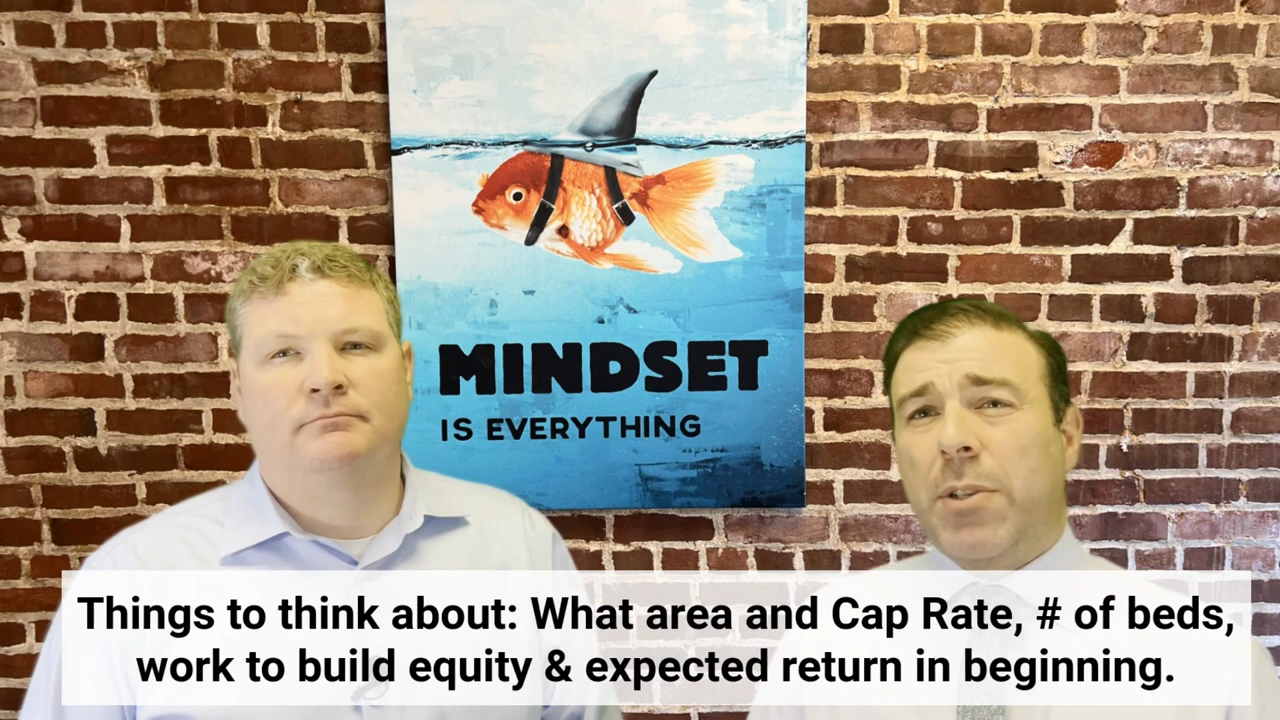 MINDSET
IS EVERYTHING
Things to think about: What area and Cap Rate, # of beds,
work to build equity & expected return in beginning.